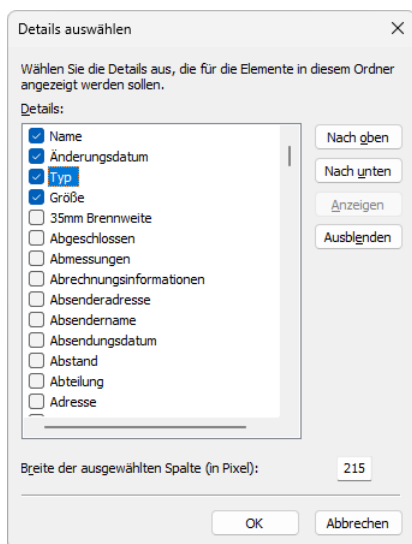 Details auswählen
Wählen Sie die Details aus, die für die Elemente in diesem Ordner
angezeigt werden sollen.
Details:
Name
Änderungsdatum
Typ
Größe
35mm Brennweite
Abgeschlossen
Abmessungen
Abrechnungsinformationen
Absenderadresse
Absendername
Absendungsdatum
Abstand
Abteilung
Adresse
Nach oben
Nach unten
Anzeigen
Ausblenden
Breite der ausgewählten Spalte (in Pixel):
215
OK
Abbrechen